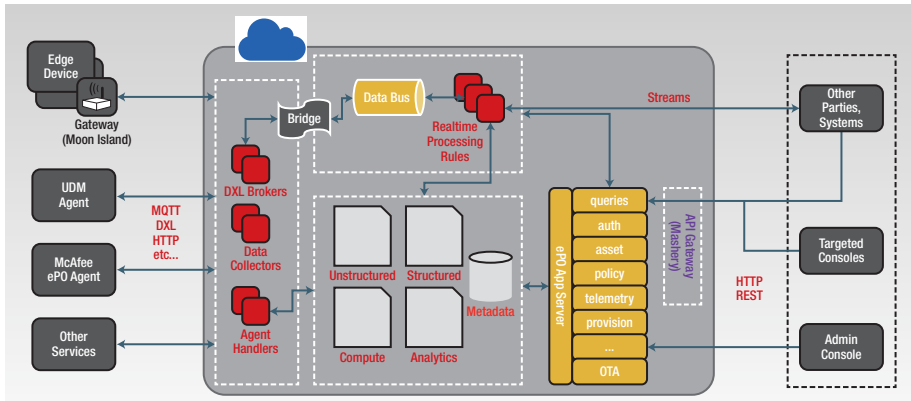 Edge
Device
Gateway
(Moon Island)
UDM
Agent
McAfee
ePO Agent
Other
Services
MQTT
DXL
HTTP
etc...
DXL Brokers
Data
Collectors
Agent
Handlers
Bridge
Data Bus
Realtime
Processing
Rules
Unstructured
Structured
Compute
Analytics
Metadata
ePO App Server
queries
auth
asset
policy
telemetry
provision
...
OTA
API Gateway
(Mashery)
Streams
HTTP
REST
Other
Parties,
Systems
Targeted
Consoles
Admin
Console